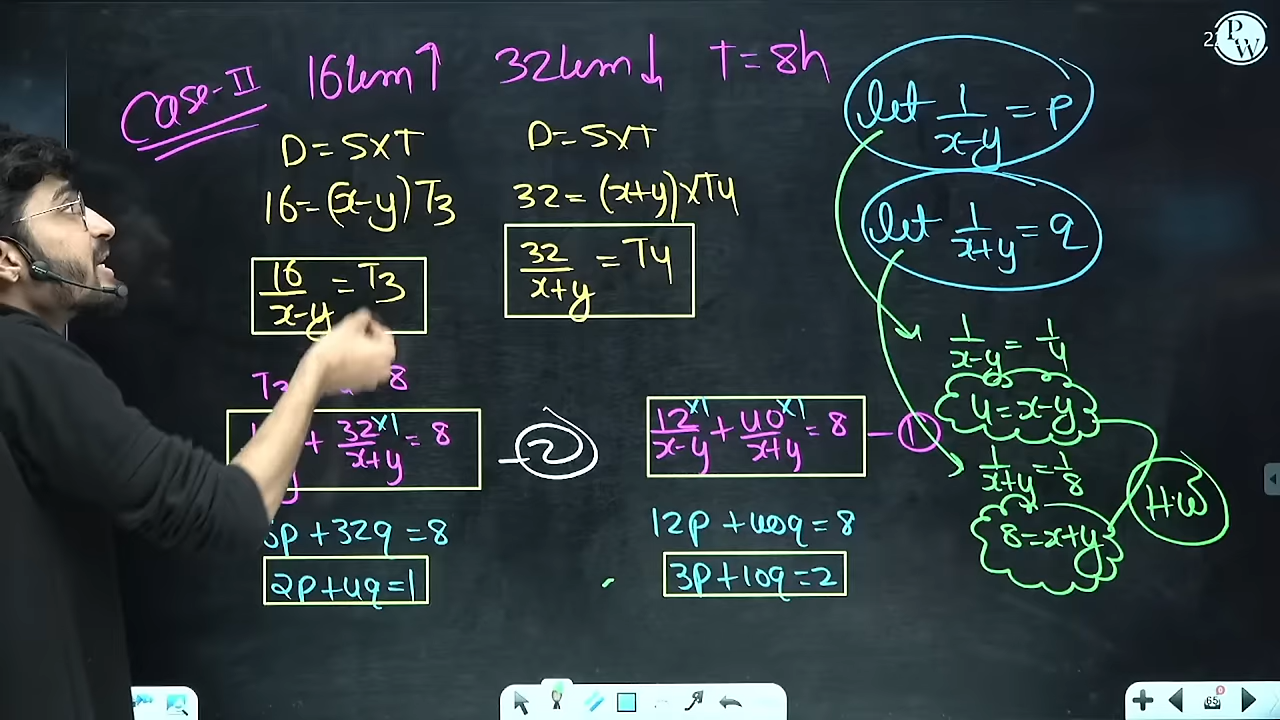 Case-II 16km↑ 32km↓ T=8h
D=S×T
16=(x-y)T3
16/x-y = T3
D=S×T
32=(x+y)×T4
32/x+y = T4
8
+ 32×1/x+y = 8 -②
p+32q=8
2p+4q=1
12×1/x-y + 40×1/x+y = 8 -①
12p+40q=8
3p+10q=2
let 1/x-y = p
let 1/x+y = q
1/x-y = 1/4
4=x-y
1/x+y = 1/8
8=x+y
H.W
PW
65